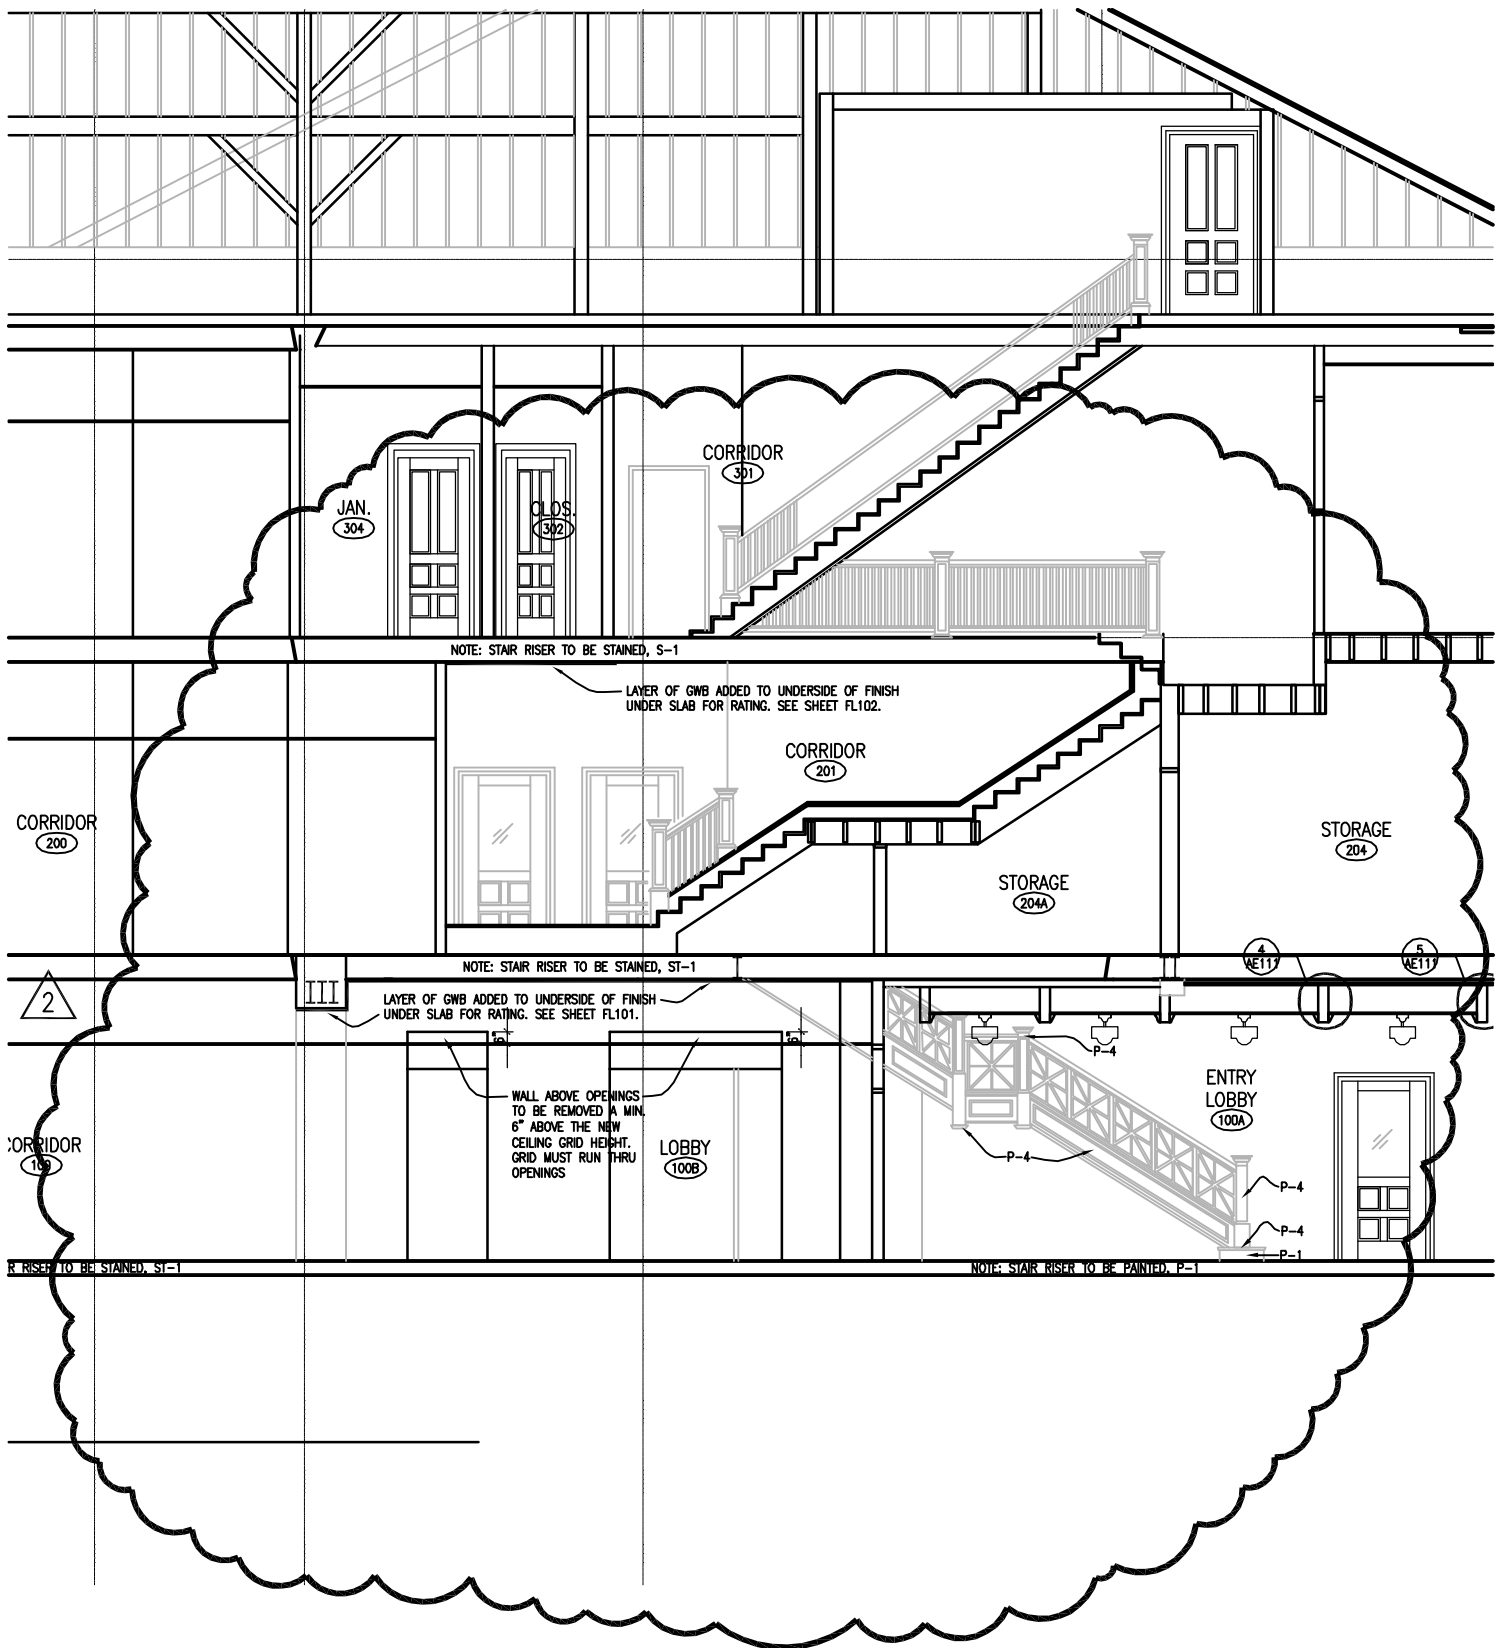 CORRIDOR
301
JAN.
304
CLOS.
302
NOTE: STAIR RISER TO BE STAINED, S-1
LAYER OF GWB ADDED TO UNDERSIDE OF FINISH
UNDER SLAB FOR RATING. SEE SHEET FL102.
CORRIDOR
201
CORRIDOR
200
STORAGE
204
STORAGE
204A
4
AE111
5
AE111
NOTE: STAIR RISER TO BE STAINED, ST-1
2
LAYER OF GWB ADDED TO UNDERSIDE OF FINISH
UNDER SLAB FOR RATING. SEE SHEET FL101.
6"
6"
P-4
WALL ABOVE OPENINGS
TO BE REMOVED A MIN.
6" ABOVE THE NEW
CEILING GRID HEIGHT.
GRID MUST RUN THRU
OPENINGS
ENTRY
LOBBY
100A
CORRIDOR
100
LOBBY
100B
P-4
P-4
P-4
P-1
R RISER TO BE STAINED, ST-1
NOTE: STAIR RISER TO BE PAINTED, P-1